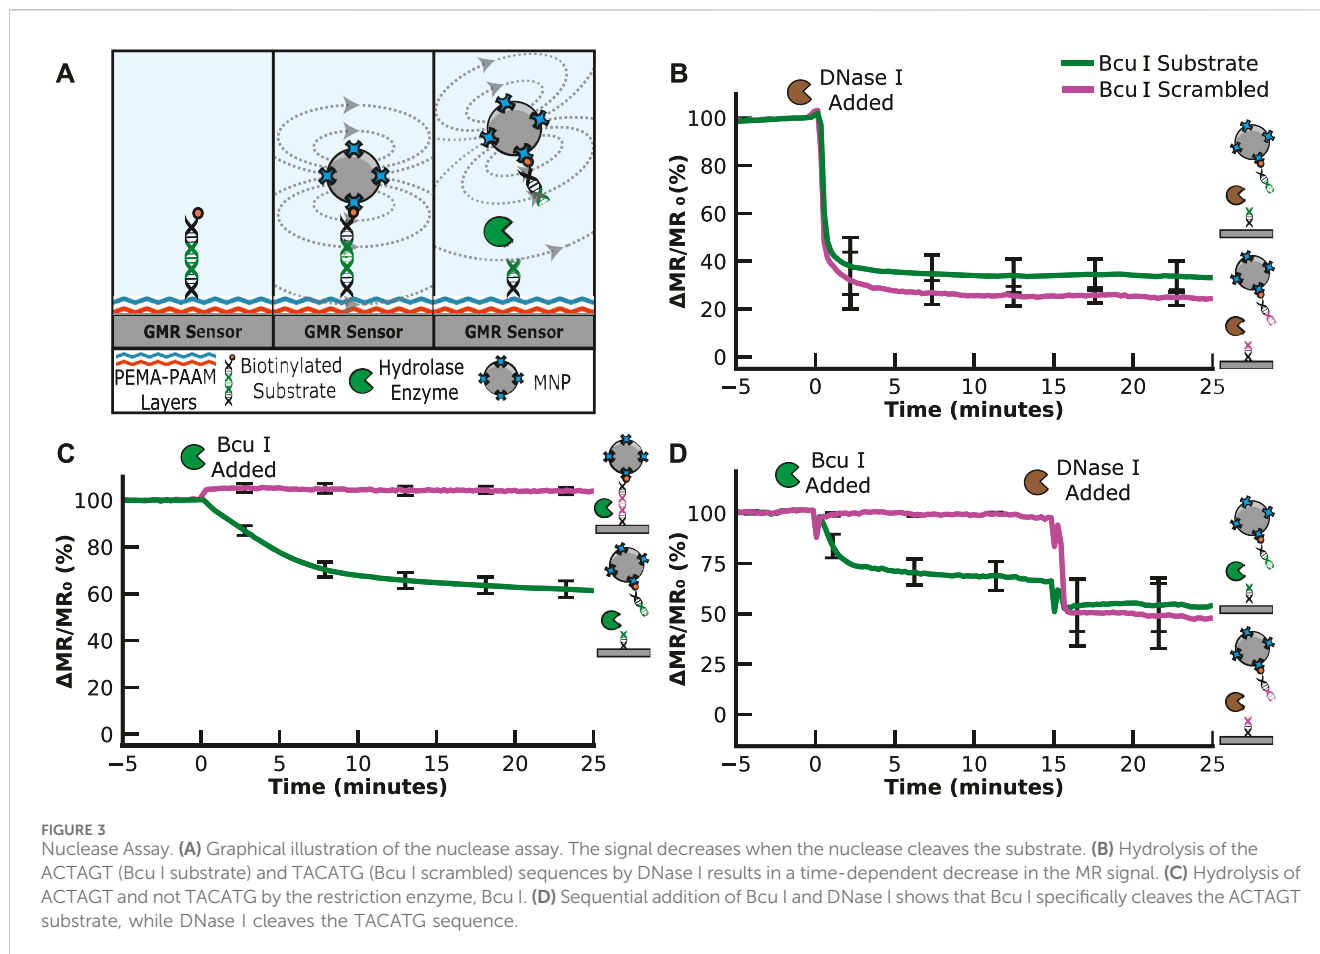 A
GMR Sensor
GMR Sensor
GMR Sensor
PEMA-PAAM
Layers
Biotinylated
Substrate
Hydrolase
Enzyme
MNP
B
DNase I
Added
Bcu I Substrate
Bcu I Scrambled
ΔMR/MR₀ (%)
100
80
60
40
20
0
−5
0
5
10
15
20
25
Time (minutes)
C
Bcu I
Added
ΔMR/MR₀ (%)
100
80
60
40
20
0
−5
0
5
10
15
20
25
Time (minutes)
D
Bcu I
Added
DNase I
Added
ΔMR/MR₀ (%)
100
75
50
25
0
−5
0
5
10
15
20
25
Time (minutes)
FIGURE 3
Nuclease Assay. (A) Graphical illustration of the nuclease assay. The signal decreases when the nuclease cleaves the substrate. (B) Hydrolysis of the
ACTAGT (Bcu I substrate) and TACATG (Bcu I scrambled) sequences by DNase I results in a time-dependent decrease in the MR signal. (C) Hydrolysis of
ACTAGT and not TACATG by the restriction enzyme, Bcu I. (D) Sequential addition of Bcu I and DNase I shows that Bcu I specifically cleaves the ACTAGT
substrate, while DNase I cleaves the TACATG sequence.